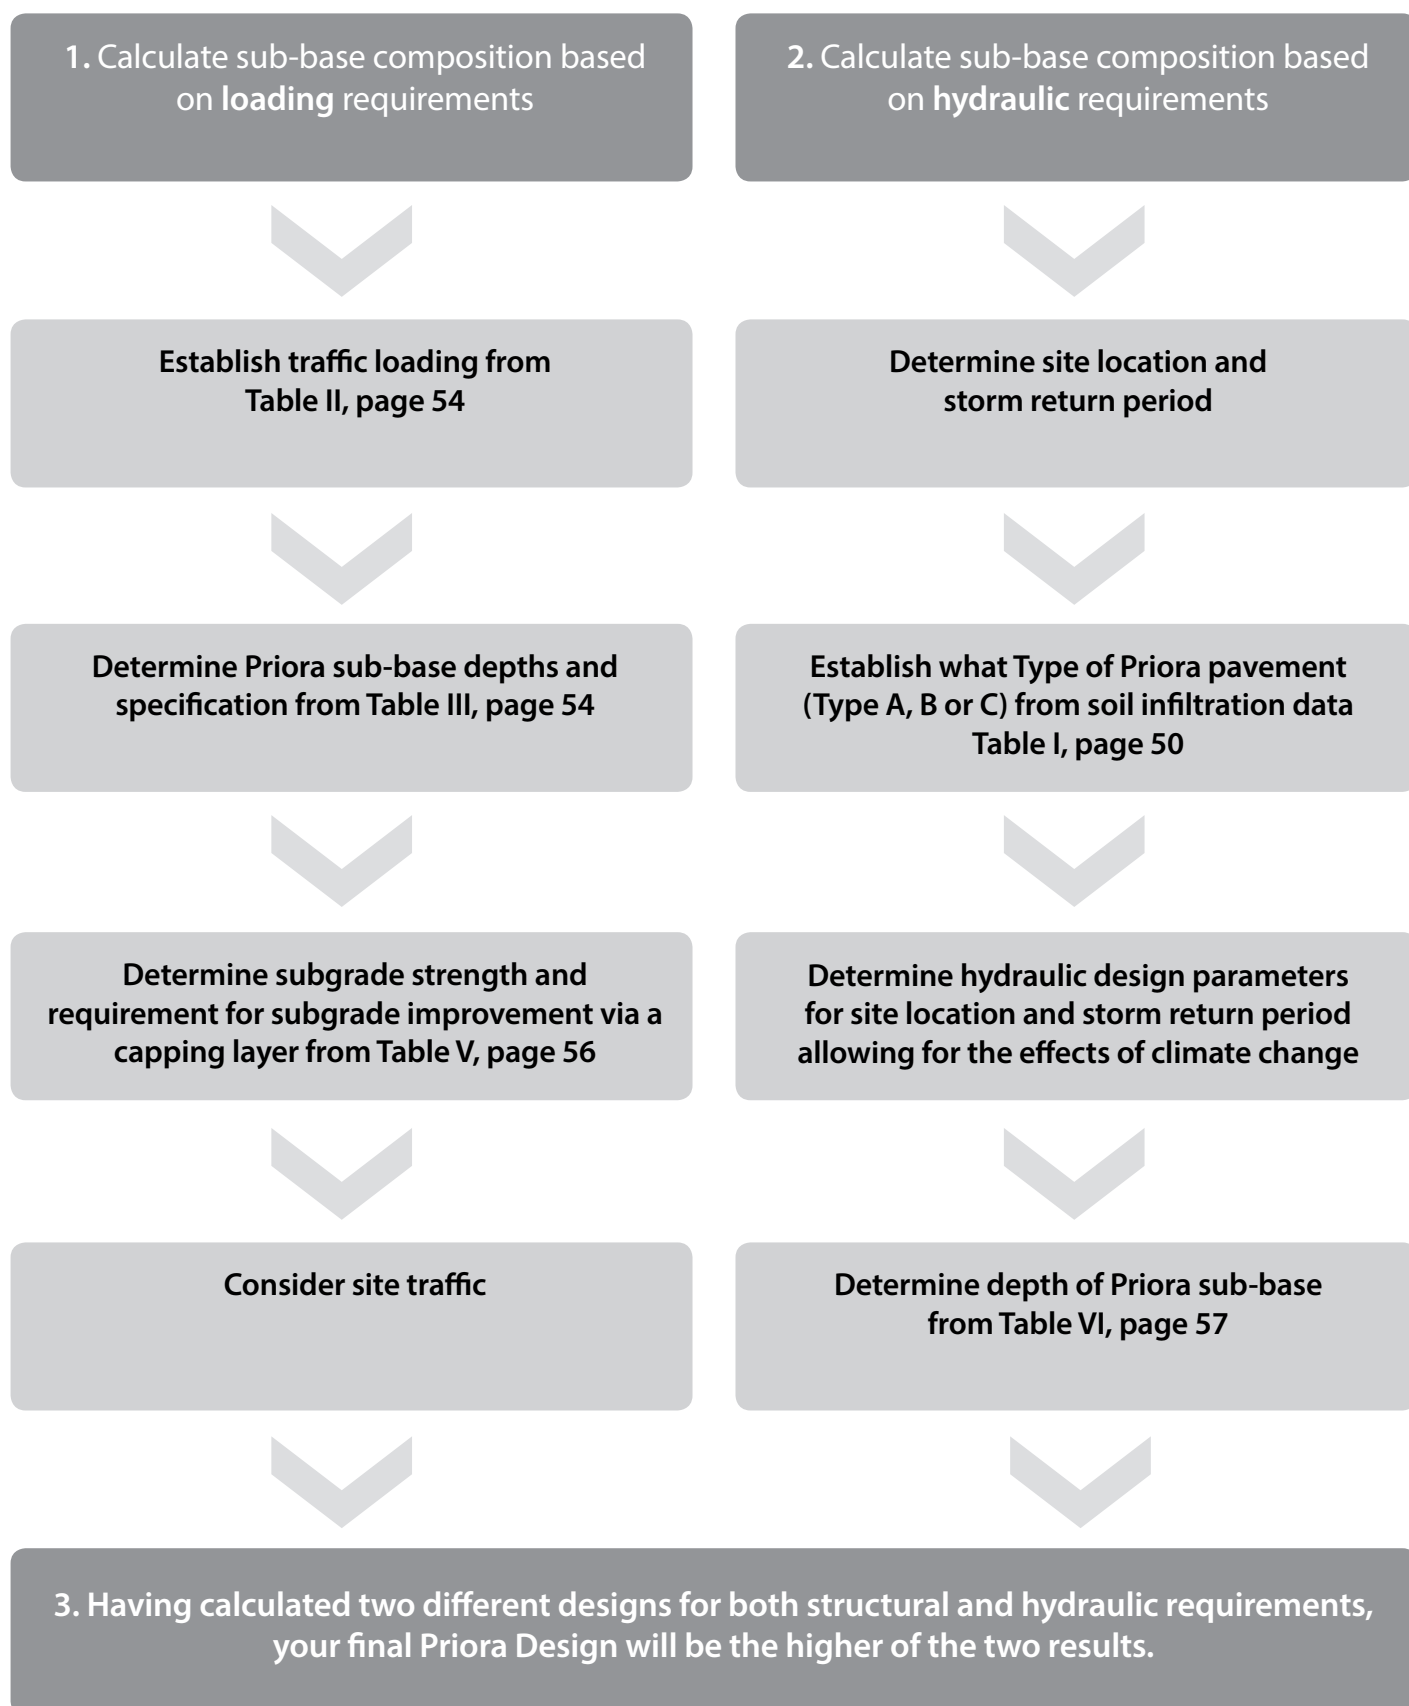 1. Calculate sub-base composition based
on loading requirements
2. Calculate sub-base composition based
on hydraulic requirements
Establish traffic loading from
Table II, page 54
Determine site location and
storm return period
Determine Priora sub-base depths and
specification from Table III, page 54
Establish what Type of Priora pavement
(Type A, B or C) from soil infiltration data
Table I, page 50
Determine subgrade strength and
requirement for subgrade improvement via a
capping layer from Table V, page 56
Determine hydraulic design parameters
for site location and storm return period
allowing for the effects of climate change
Consider site traffic
Determine depth of Priora sub-base
from Table VI, page 57
3. Having calculated two different designs for both structural and hydraulic requirements,
your final Priora Design will be the higher of the two results.